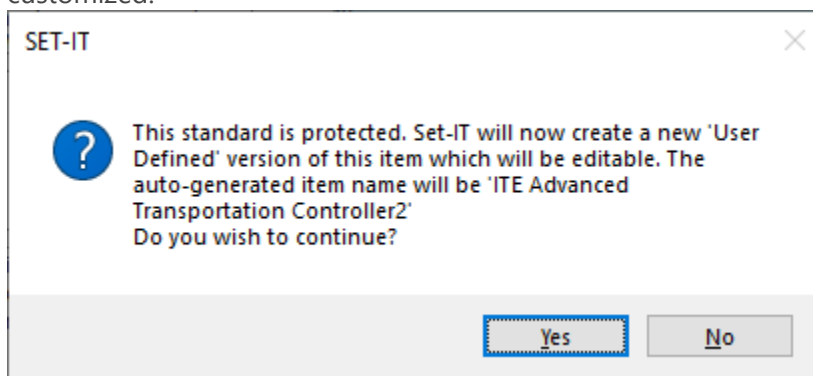 customized.
SET-IT
This standard is protected. Set-IT will now create a new 'User
Defined' version of this item which will be editable. The
auto-generated item name will be 'ITE Advanced
Transportation Controller2'
Do you wish to continue?
Yes
No